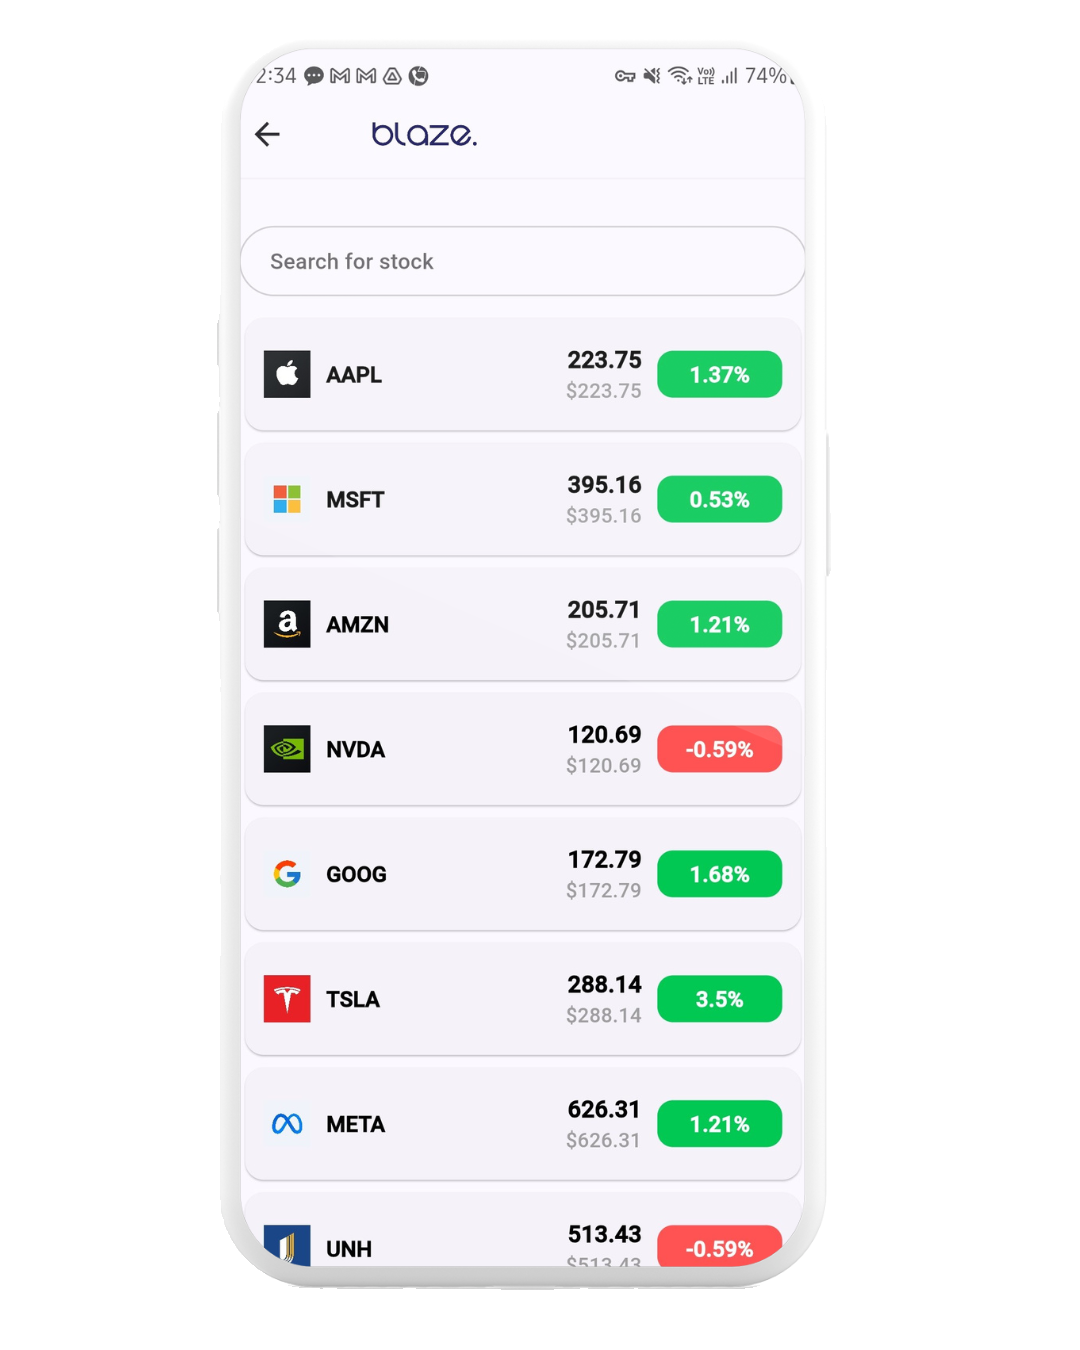 2:34 Vo)) LTE 74%
blaze.
Search for stock
AAPL 223.75 1.37%
$223.75
MSFT 395.16 0.53%
$395.16
AMZN 205.71 1.21%
$205.71
NVDA 120.69 -0.59%
$120.69
GOOG 172.79 1.68%
$172.79
TSLA 288.14 3.5%
$288.14
META 626.31 1.21%
$626.31
UNH 513.43 -0.59%
$513.43